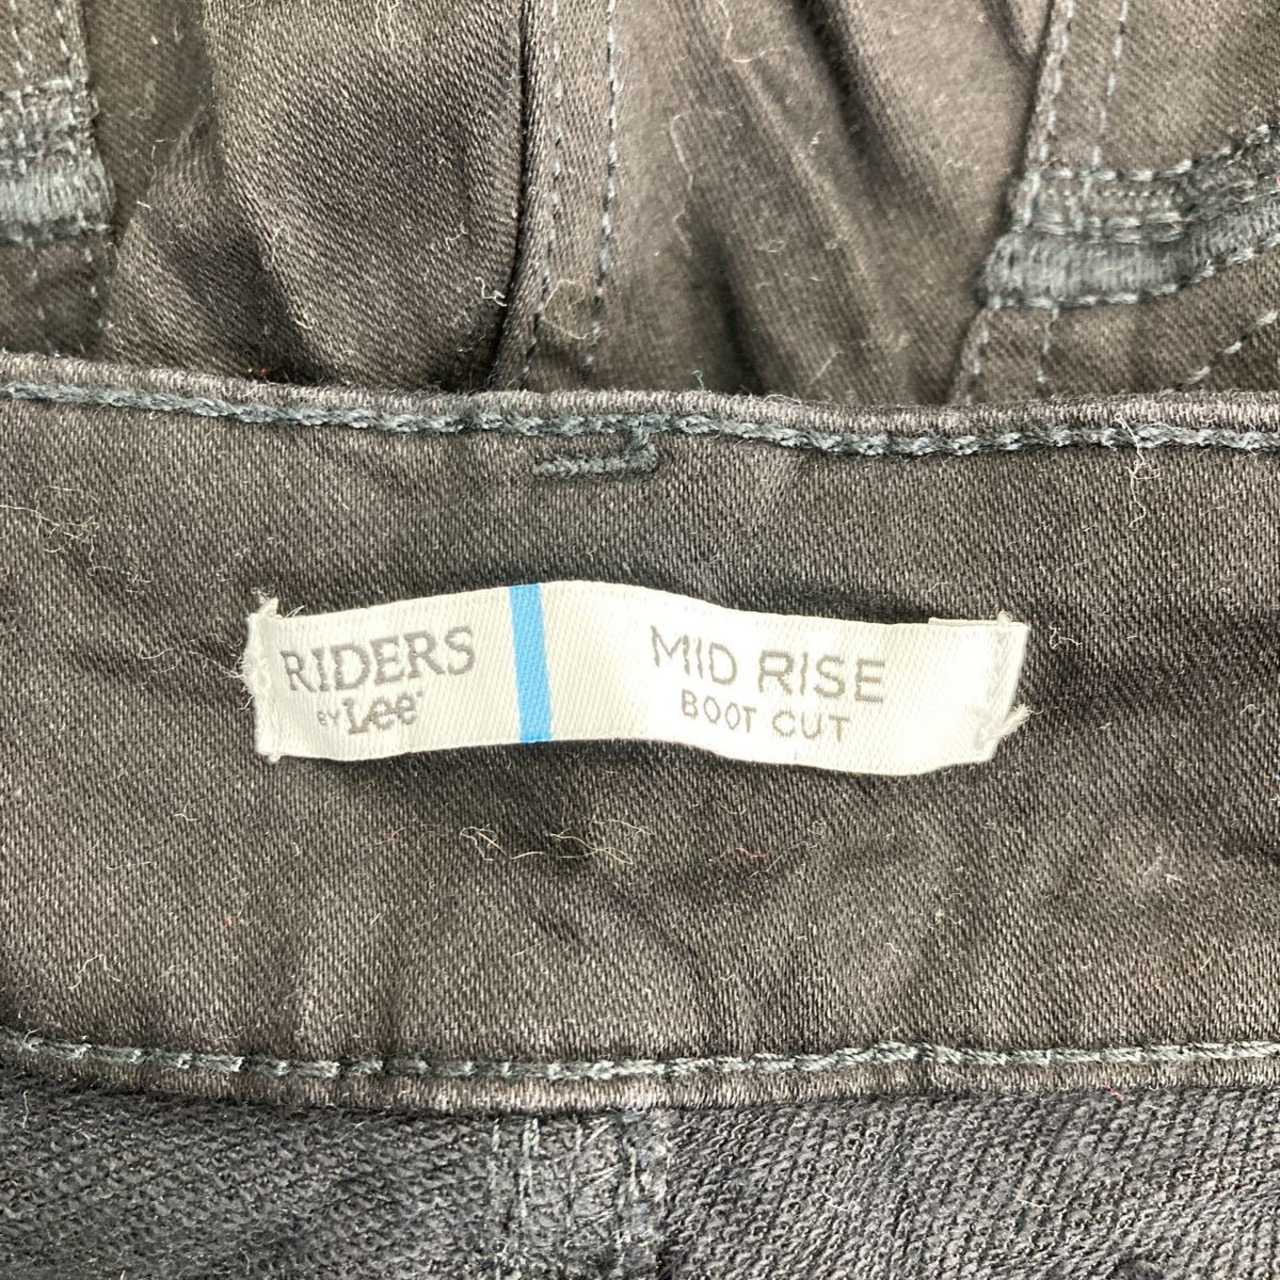 RIDERS
BY Lee
MID RISE
BOOT CUT